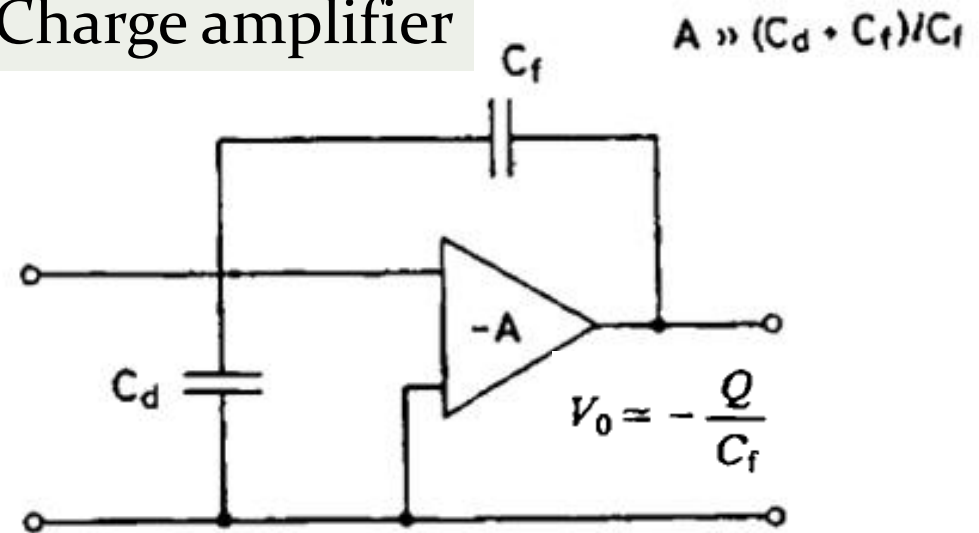 Charge amplifier
A » (Cd + Cf)/Cf
Cf
-A
Cd
V0 ≃ - Q/Cf